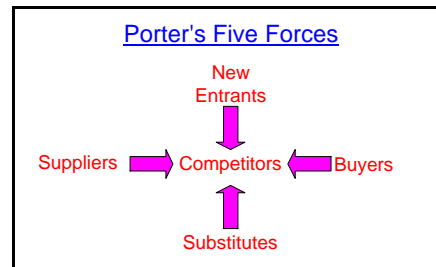 Porter's Five Forces
New
Entrants
Suppliers Competitors Buyers
Substitutes